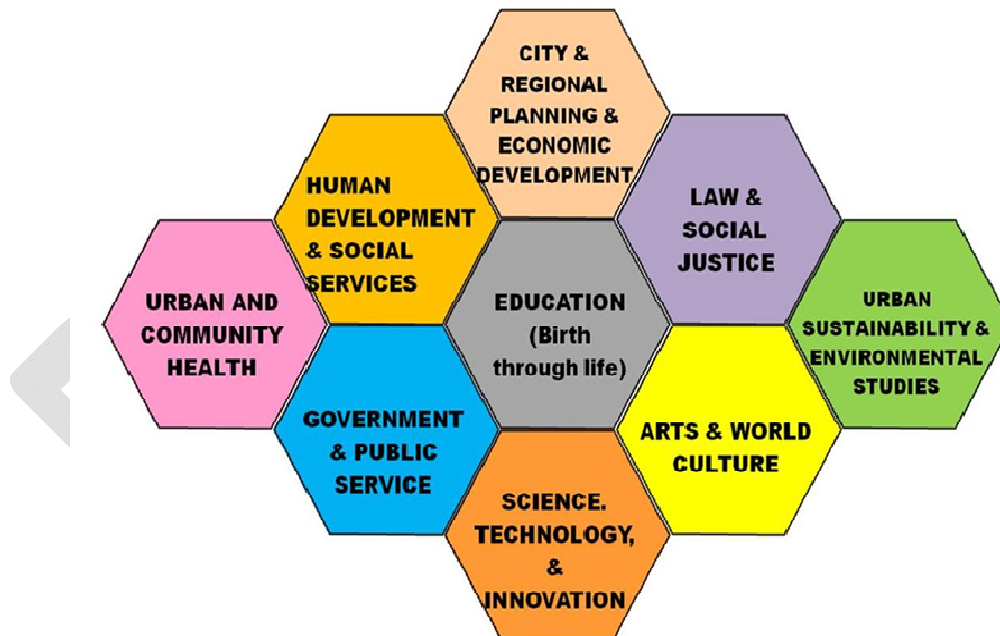 CITY &
REGIONAL
PLANNING &
ECONOMIC
DEVELOPMENT
HUMAN
DEVELOPMENT
& SOCIAL
SERVICES
LAW &
SOCIAL
JUSTICE
URBAN AND
COMMUNITY
HEALTH
EDUCATION
(Birth
through life)
URBAN
SUSTAINABILITY &
ENVIRONMENTAL
STUDIES
GOVERNMENT
& PUBLIC
SERVICE
ARTS & WORLD
CULTURE
SCIENCE.
TECHNOLOGY,
&
INNOVATION